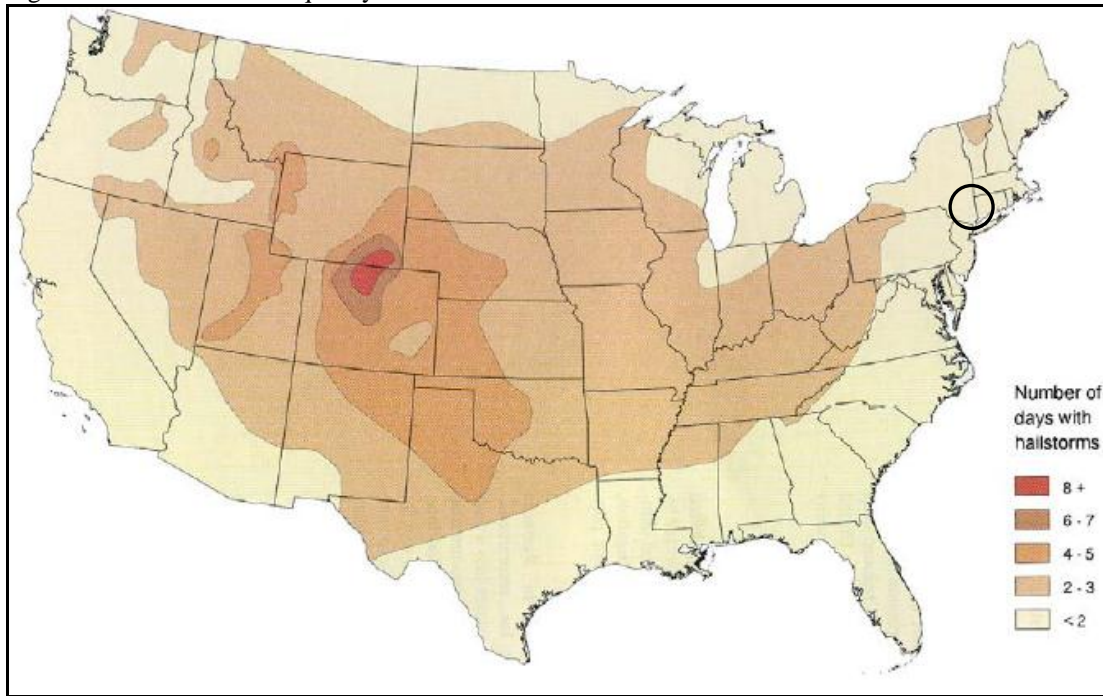 Number of
days with
hailstorms
8 +
6 - 7
4 - 5
2 - 3
< 2